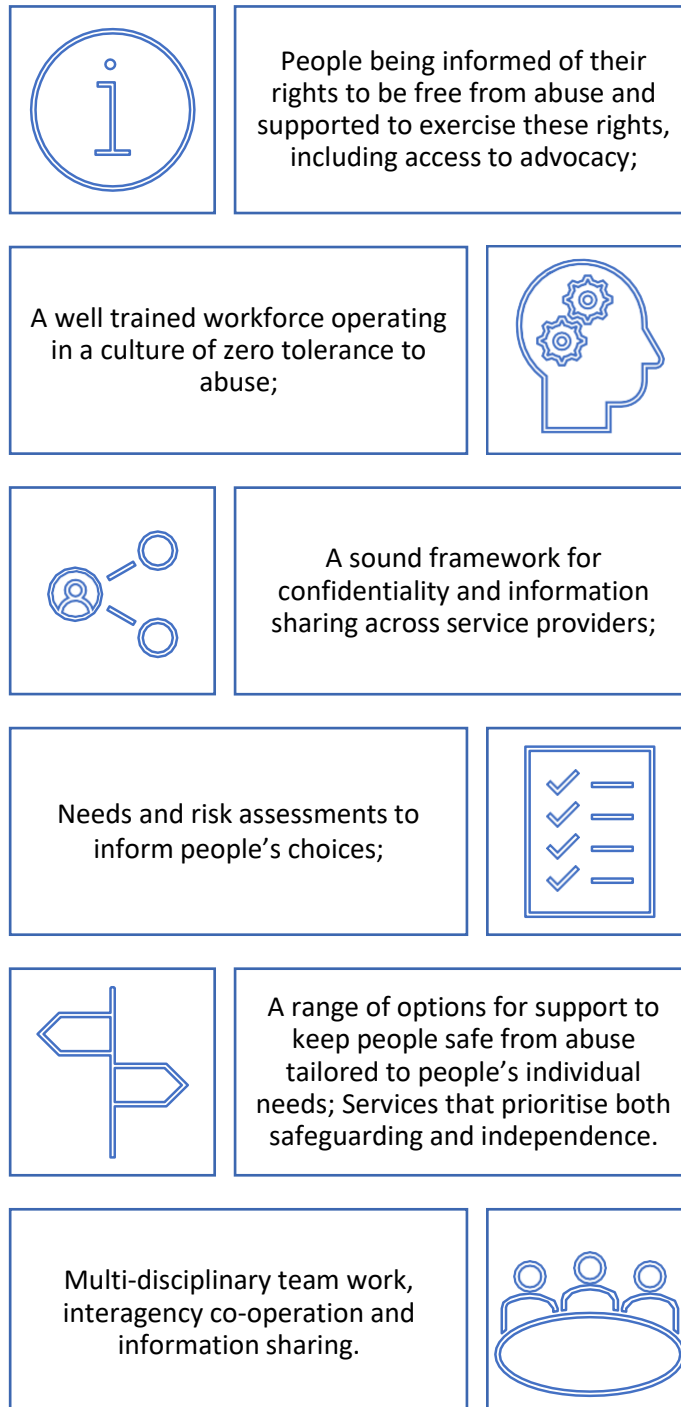 People being informed of their
rights to be free from abuse and
supported to exercise these rights,
including access to advocacy;
A well trained workforce operating
in a culture of zero tolerance to
abuse;
A sound framework for
confidentiality and information
sharing across service providers;
Needs and risk assessments to
inform people’s choices;
A range of options for support to
keep people safe from abuse
tailored to people’s individual
needs; Services that prioritise both
safeguarding and independence.
Multi-disciplinary team work,
interagency co-operation and
information sharing.